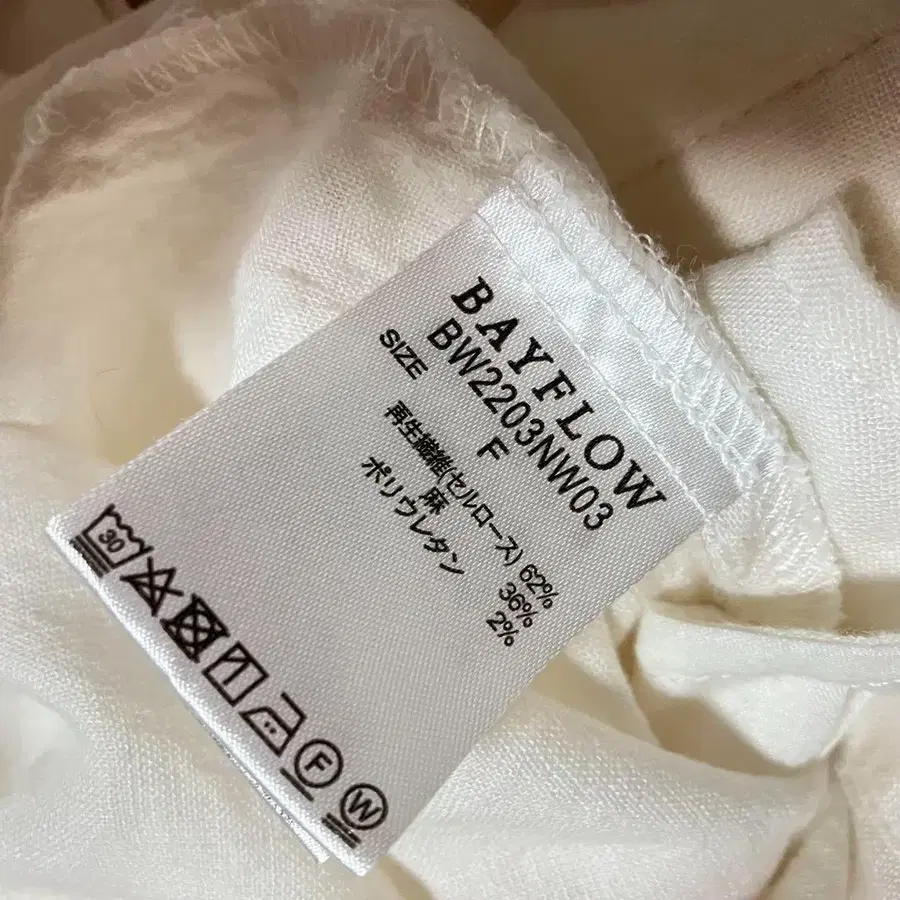 BAYFLOW
BW2203NW03
SIZE F
再生繊維(セルロース) 62%
麻 36%
ポリウレタン 2%
30
F
W